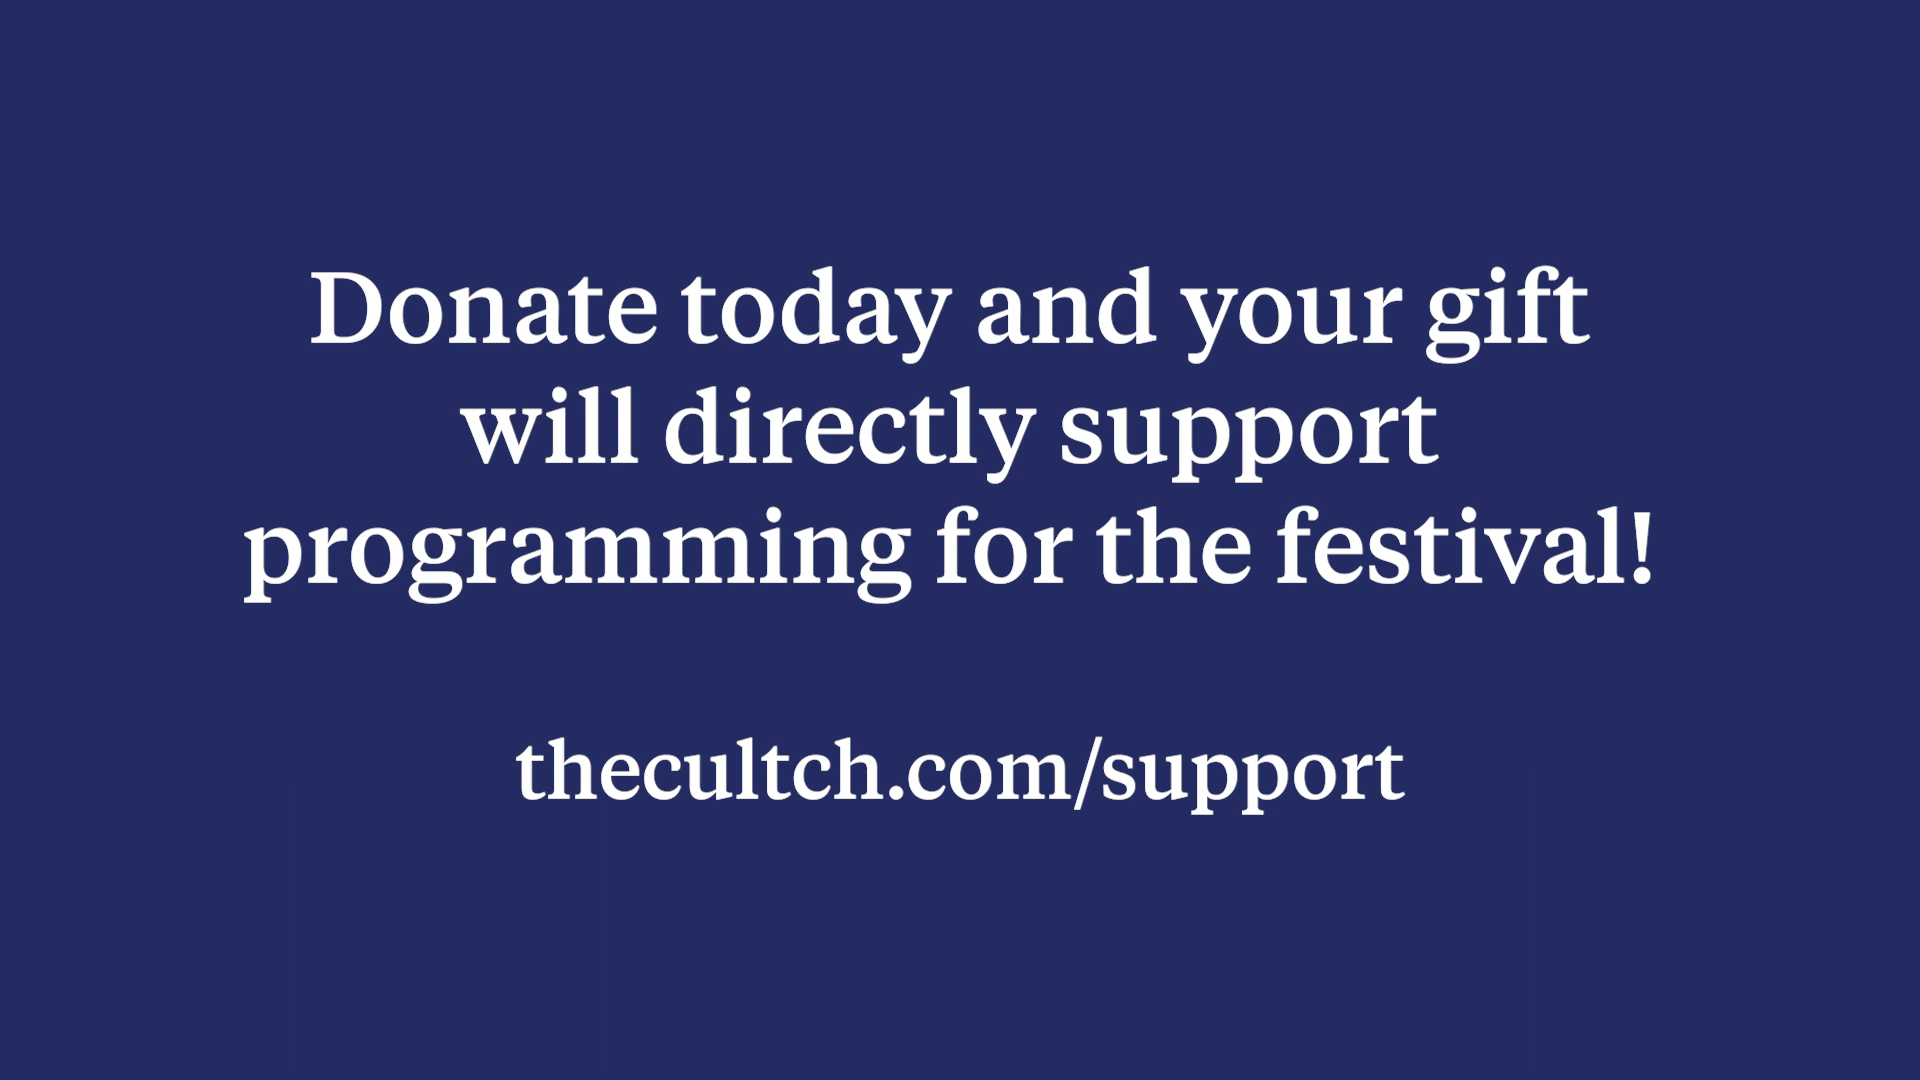 Donate today and your gift
will directly support
programming for the festival!
thecultch.com/support